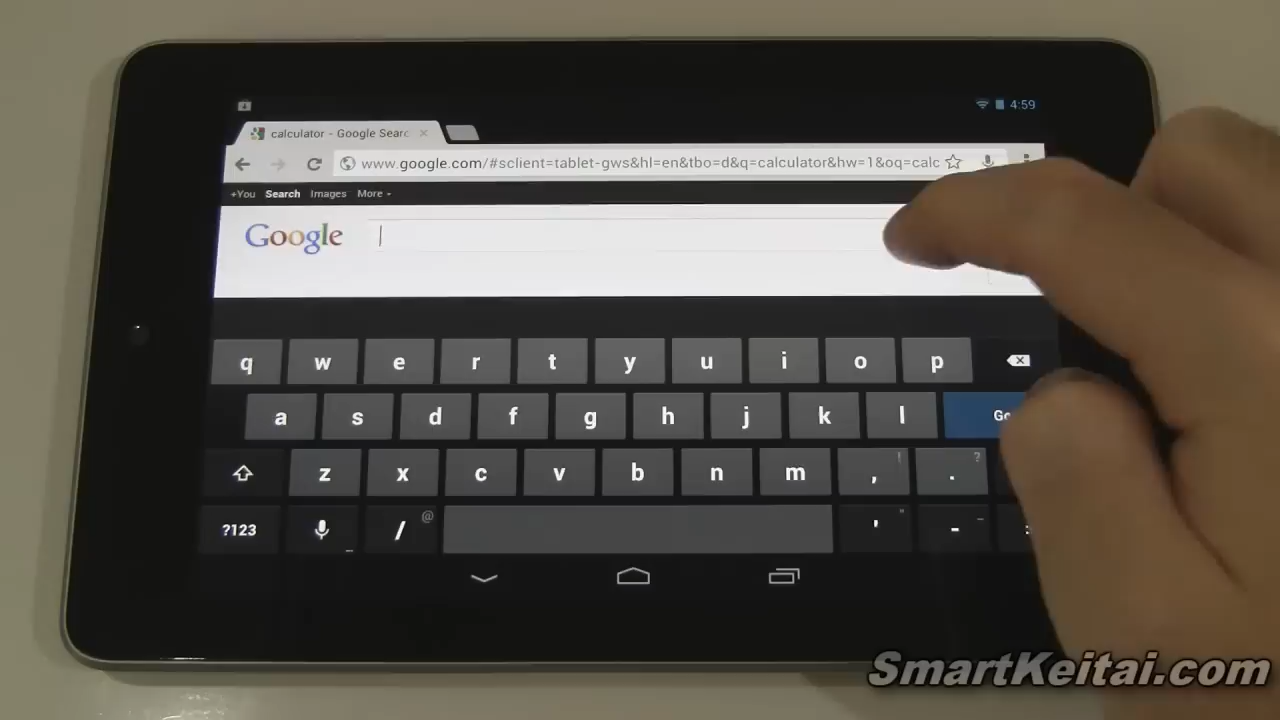 4:59
calculator - Google Searc
www.google.com/#sclient=tablet-gws&hl=en&tbo=d&q=calculator&hw=1&oq=calc
+You Search Images More
Google
q w e r t y u i o p
a s d f g h j k l Go
z x c v b n m , ! . ?
?123 / @ ' " - _ :
SmartKeitai.com